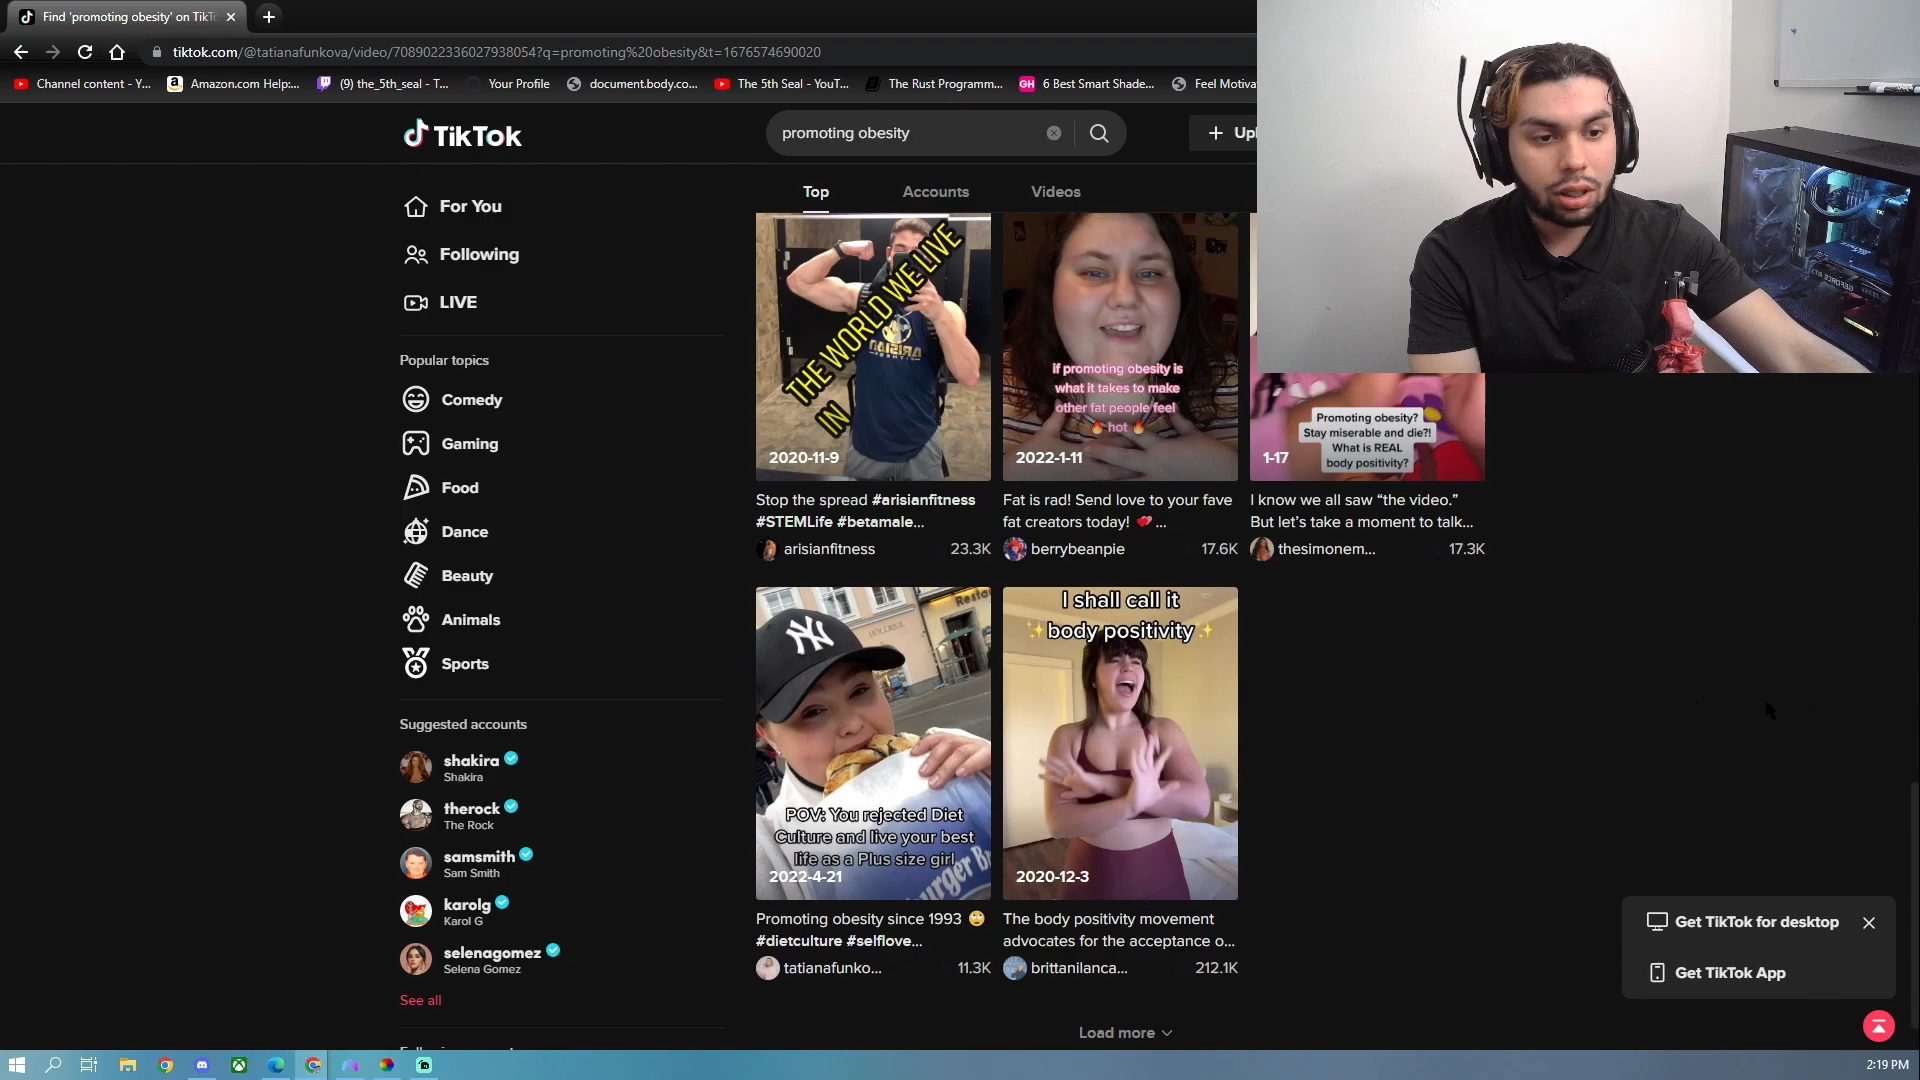 Find 'promoting obesity' on TikTo
tiktok.com/@tatianafunkova/video/7089022336027938054?q=promoting%20obesity&t=1676574690020
Channel content - Y...
Amazon.com Help:...
(9) the_5th_seal - T...
Your Profile
document.body.co...
The 5th Seal - YouT...
The Rust Programm...
GH 6 Best Smart Shade...
Feel Motiva
TikTok
promoting obesity
Upl
Top
Accounts
Videos
For You
Following
LIVE
Popular topics
Comedy
Gaming
Food
Dance
Beauty
Animals
Sports
Suggested accounts
shakira
Shakira
therock
The Rock
samsmith
Sam Smith
karolg
Karol G
selenagomez
Selena Gomez
See all
THE WORLD WE LIVE
IN
2020-11-9
Stop the spread #arisianfitness
#STEMLife #betamale...
arisianfitness
23.3K
if promoting obesity is
what it takes to make
other fat people feel
🔥 hot 🔥
2022-1-11
Fat is rad! Send love to your fave
fat creators today! 💕...
berrybeanpie
17.6K
Promoting obesity?
Stay miserable and die?!
What is REAL
body positivity?
1-17
I know we all saw “the video.”
But let’s take a moment to talk...
thesimonem...
17.3K
Restau
HÖLLRIGL
POV: You rejected Diet
Culture and live your best
life as a Plus size girl
2022-4-21
Promoting obesity since 1993 🙄
#dietculture #selflove...
tatianafunko...
11.3K
I shall call it
✨body positivity✨
2020-12-3
The body positivity movement
advocates for the acceptance o...
brittanilanca...
212.1K
Load more
GEFORCE RTX
Get TikTok for desktop
Get TikTok App
2:19 PM